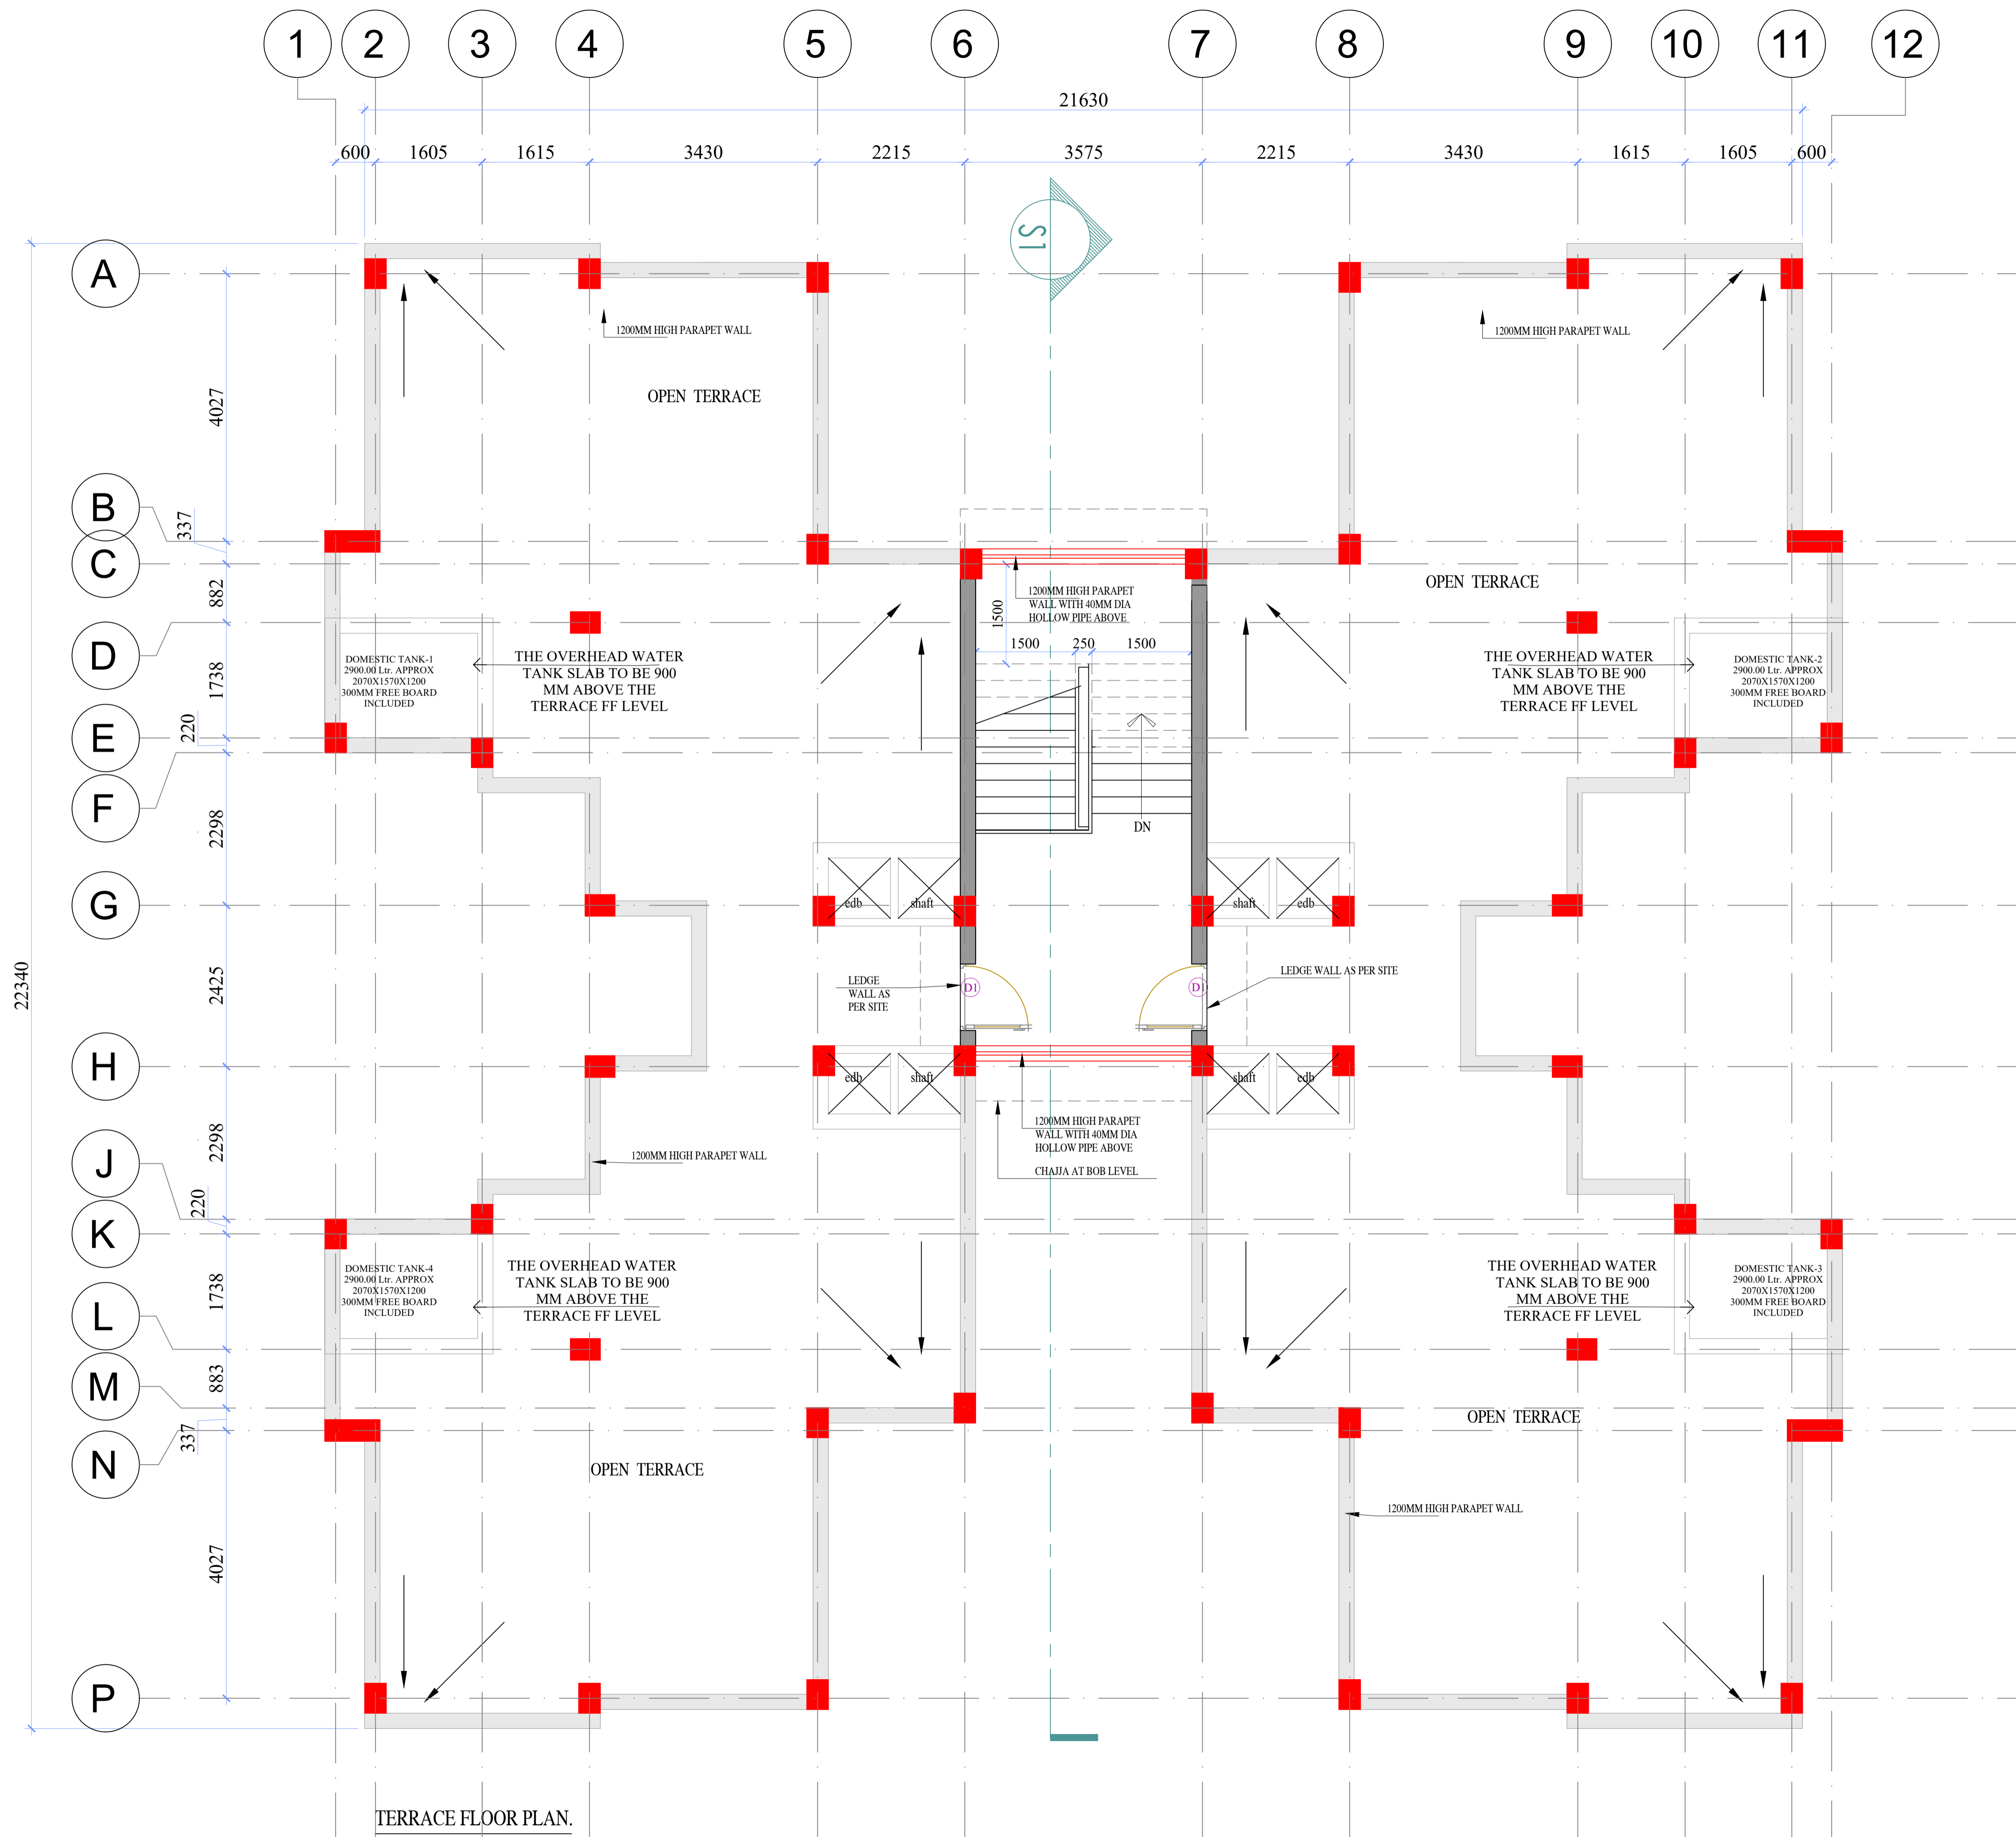 1 2 3 4 5 6 7 8 9 10 11 12
21630
600 1605 1615 3430 2215 3575 2215 3430 1615 1605 600
S1
A
1200MM HIGH PARAPET WALL
1200MM HIGH PARAPET WALL
OPEN TERRACE
4027
B
337
C
OPEN TERRACE
882
1200MM HIGH PARAPET
WALL WITH 40MM DIA
HOLLOW PIPE ABOVE
1500
1500 250 1500
D
DOMESTIC TANK-1
2900.00 Ltr. APPROX
2070X1570X1200
300MM FREE BOARD
INCLUDED
THE OVERHEAD WATER
TANK SLAB TO BE 900
MM ABOVE THE
TERRACE FF LEVEL
THE OVERHEAD WATER
TANK SLAB TO BE 900
MM ABOVE THE
TERRACE FF LEVEL
DOMESTIC TANK-2
2900.00 Ltr. APPROX
2070X1570X1200
300MM FREE BOARD
INCLUDED
1738
E
220
F
DN
2298
G
edb shaft shaft edb
22340
2425
LEDGE
WALL AS
PER SITE
D1 D1
LEDGE WALL AS PER SITE
H
edb shaft shaft edb
1200MM HIGH PARAPET
WALL WITH 40MM DIA
HOLLOW PIPE ABOVE
CHAJJA AT BOB LEVEL
2298
J
1200MM HIGH PARAPET WALL
220
K
DOMESTIC TANK-4
2900.00 Ltr. APPROX
2070X1570X1200
300MM FREE BOARD
INCLUDED
THE OVERHEAD WATER
TANK SLAB TO BE 900
MM ABOVE THE
TERRACE FF LEVEL
THE OVERHEAD WATER
TANK SLAB TO BE 900
MM ABOVE THE
TERRACE FF LEVEL
DOMESTIC TANK-3
2900.00 Ltr. APPROX
2070X1570X1200
300MM FREE BOARD
INCLUDED
1738
L
883
M
OPEN TERRACE
337
N
OPEN TERRACE
1200MM HIGH PARAPET WALL
4027
P
TERRACE FLOOR PLAN.